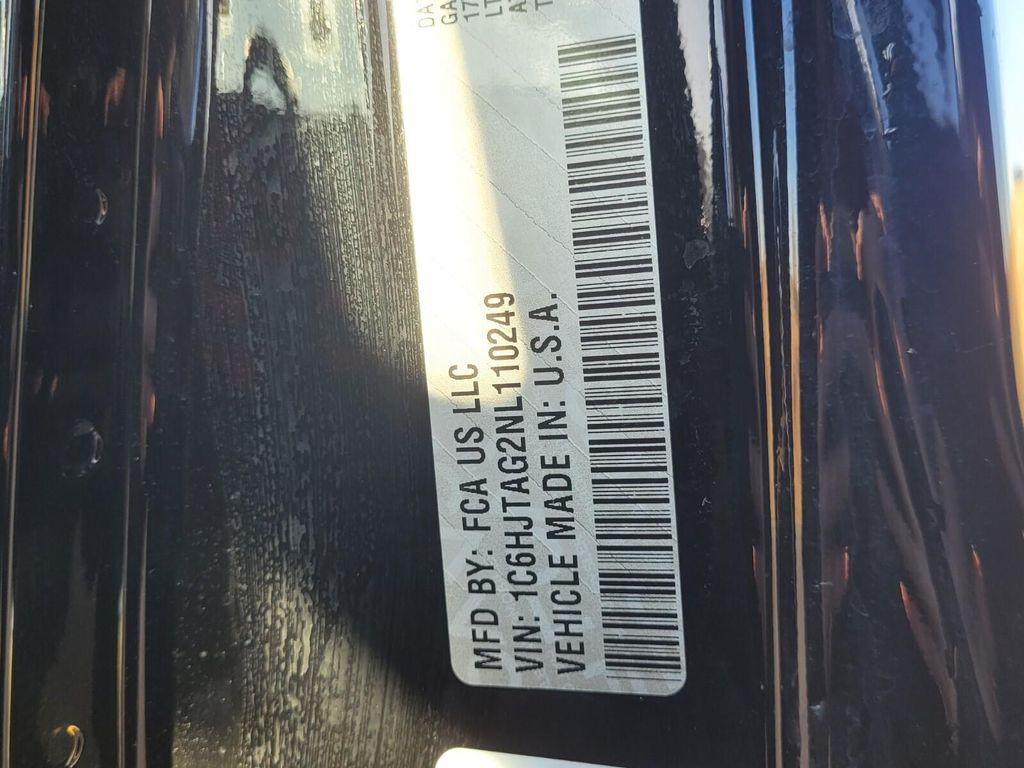 MFD BY: FCA US LLC
VIN: 1C6HJTAG2NL110249
VEHICLE MADE IN: U.S.A.